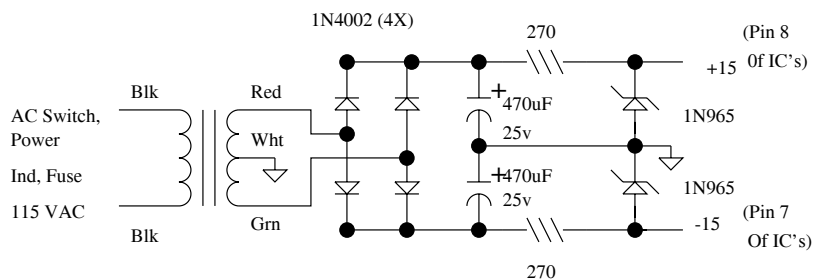 1N4002 (4X)
270
(Pin 8
0f IC's)
+15
Blk
Red
AC Switch,
Power
Ind, Fuse
115 VAC
Wht
+
470uF
25v
1N965
+
470uF
25v
1N965
Blk
Grn
270
-15
(Pin 7
Of IC's)